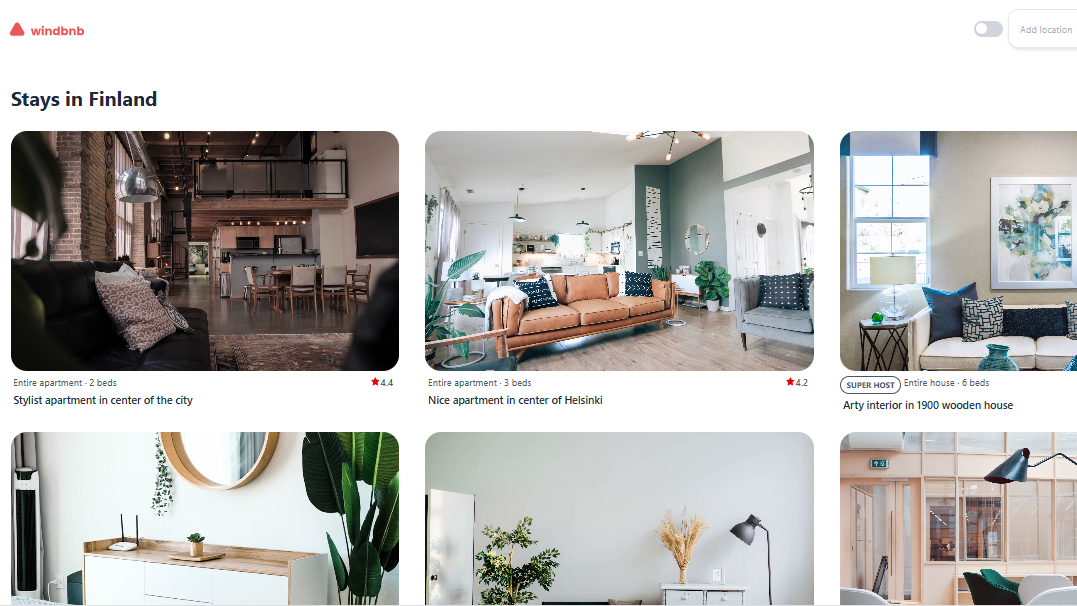 windbnb
Add location
Stays in Finland
Entire apartment · 2 beds
4.4
Stylist apartment in center of the city
Entire apartment · 3 beds
4.2
Nice apartment in center of Helsinki
SUPER HOST
Entire house · 6 beds
Arty interior in 1900 wooden house